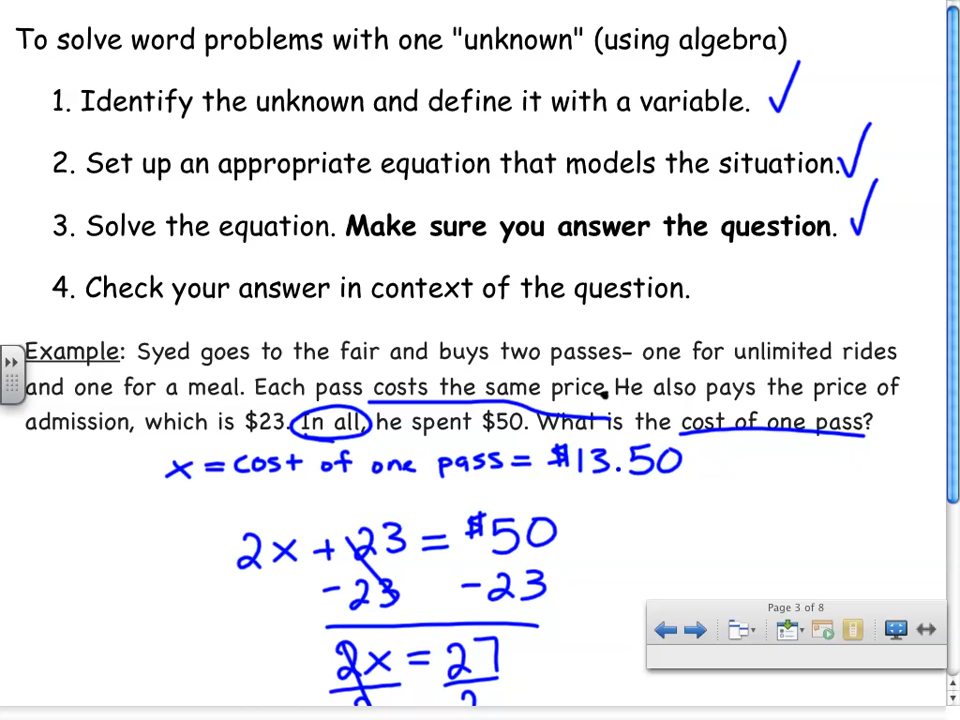 To solve word problems with one "unknown" (using algebra)
1. Identify the unknown and define it with a variable. ✓
2. Set up an appropriate equation that models the situation. ✓
3. Solve the equation. Make sure you answer the question. ✓
4. Check your answer in context of the question.
Example: Syed goes to the fair and buys two passes- one for unlimited rides
and one for a meal. Each pass costs the same price. He also pays the price of
admission, which is $23. In all, he spent $50. What is the cost of one pass?
x = cost of one pass = $13.50
2x + 23 = $50
-23 -23
2x = 27
2 2
Page 3 of 8